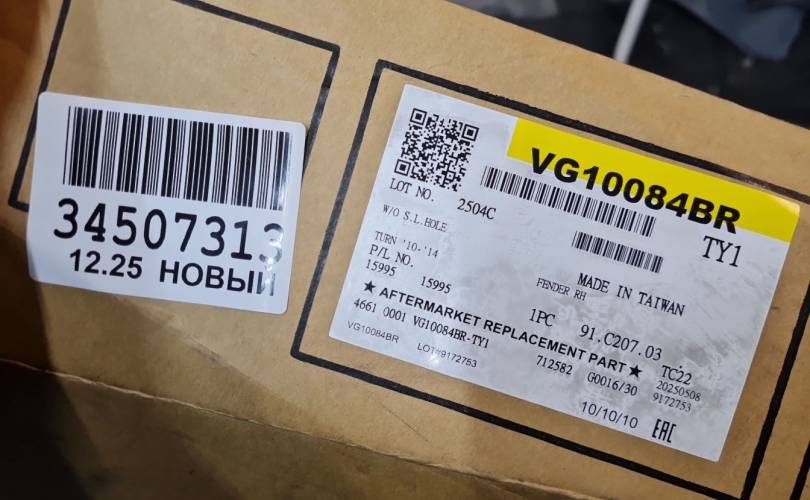 34507313
12.25 НОВЫЙ
VG10084BR
TY1
LOT NO. 2504C
W/O S.L.HOLE
TURN '10-'14
P/L NO.
15995 15995
MADE IN TAIWAN
FENDER RH
1PC 91.C207.03
★ AFTERMARKET REPLACEMENT PART ★
4661 0001 VG10084BR-TY1 712582 G0016/30 TC22
20250508
VG10084BR LOT#9172753 9172753
10/10/10 EAC